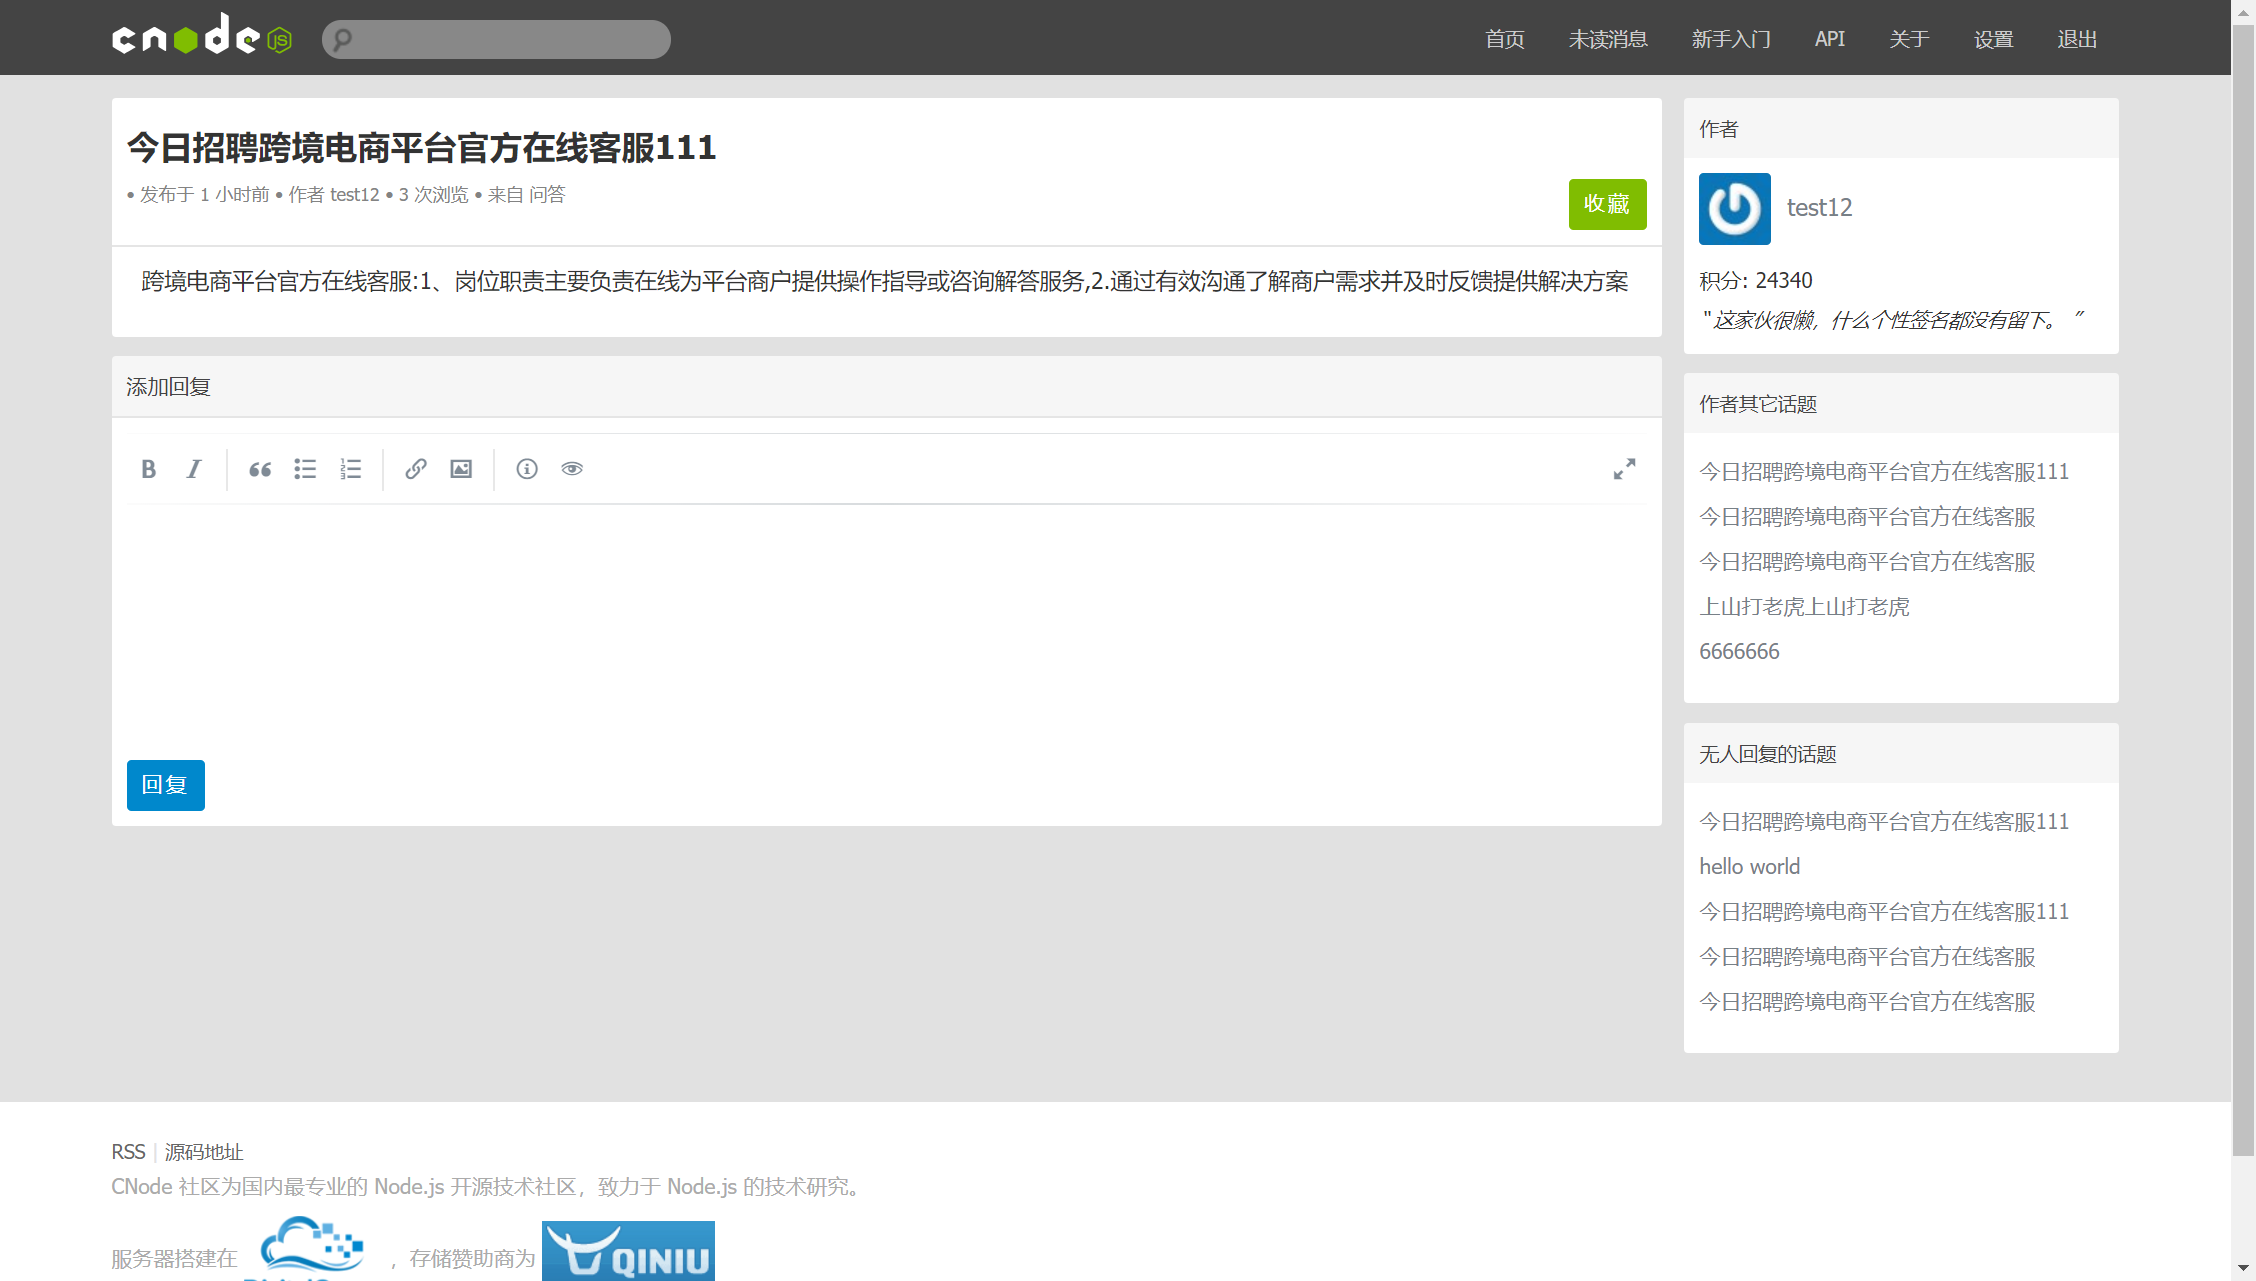 cnode JS
首页 未读消息 新手入门 API 关于 设置 退出
今日招聘跨境电商平台官方在线客服111
• 发布于 1 小时前 • 作者 test12 • 3 次浏览 • 来自 问答
收藏
跨境电商平台官方在线客服:1、岗位职责主要负责在线为平台商户提供操作指导或咨询解答服务,2.通过有效沟通了解商户需求并及时反馈提供解决方案
添加回复
回复
作者
test12
积分: 24340
“ 这家伙很懒，什么个性签名都没有留下。 ”
作者其它话题
今日招聘跨境电商平台官方在线客服111
今日招聘跨境电商平台官方在线客服
今日招聘跨境电商平台官方在线客服
上山打老虎上山打老虎
6666666
无人回复的话题
今日招聘跨境电商平台官方在线客服111
hello world
今日招聘跨境电商平台官方在线客服111
今日招聘跨境电商平台官方在线客服
今日招聘跨境电商平台官方在线客服
RSS | 源码地址
CNode 社区为国内最专业的 Node.js 开源技术社区，致力于 Node.js 的技术研究。
服务器搭建在 ，存储赞助商为 QINIU